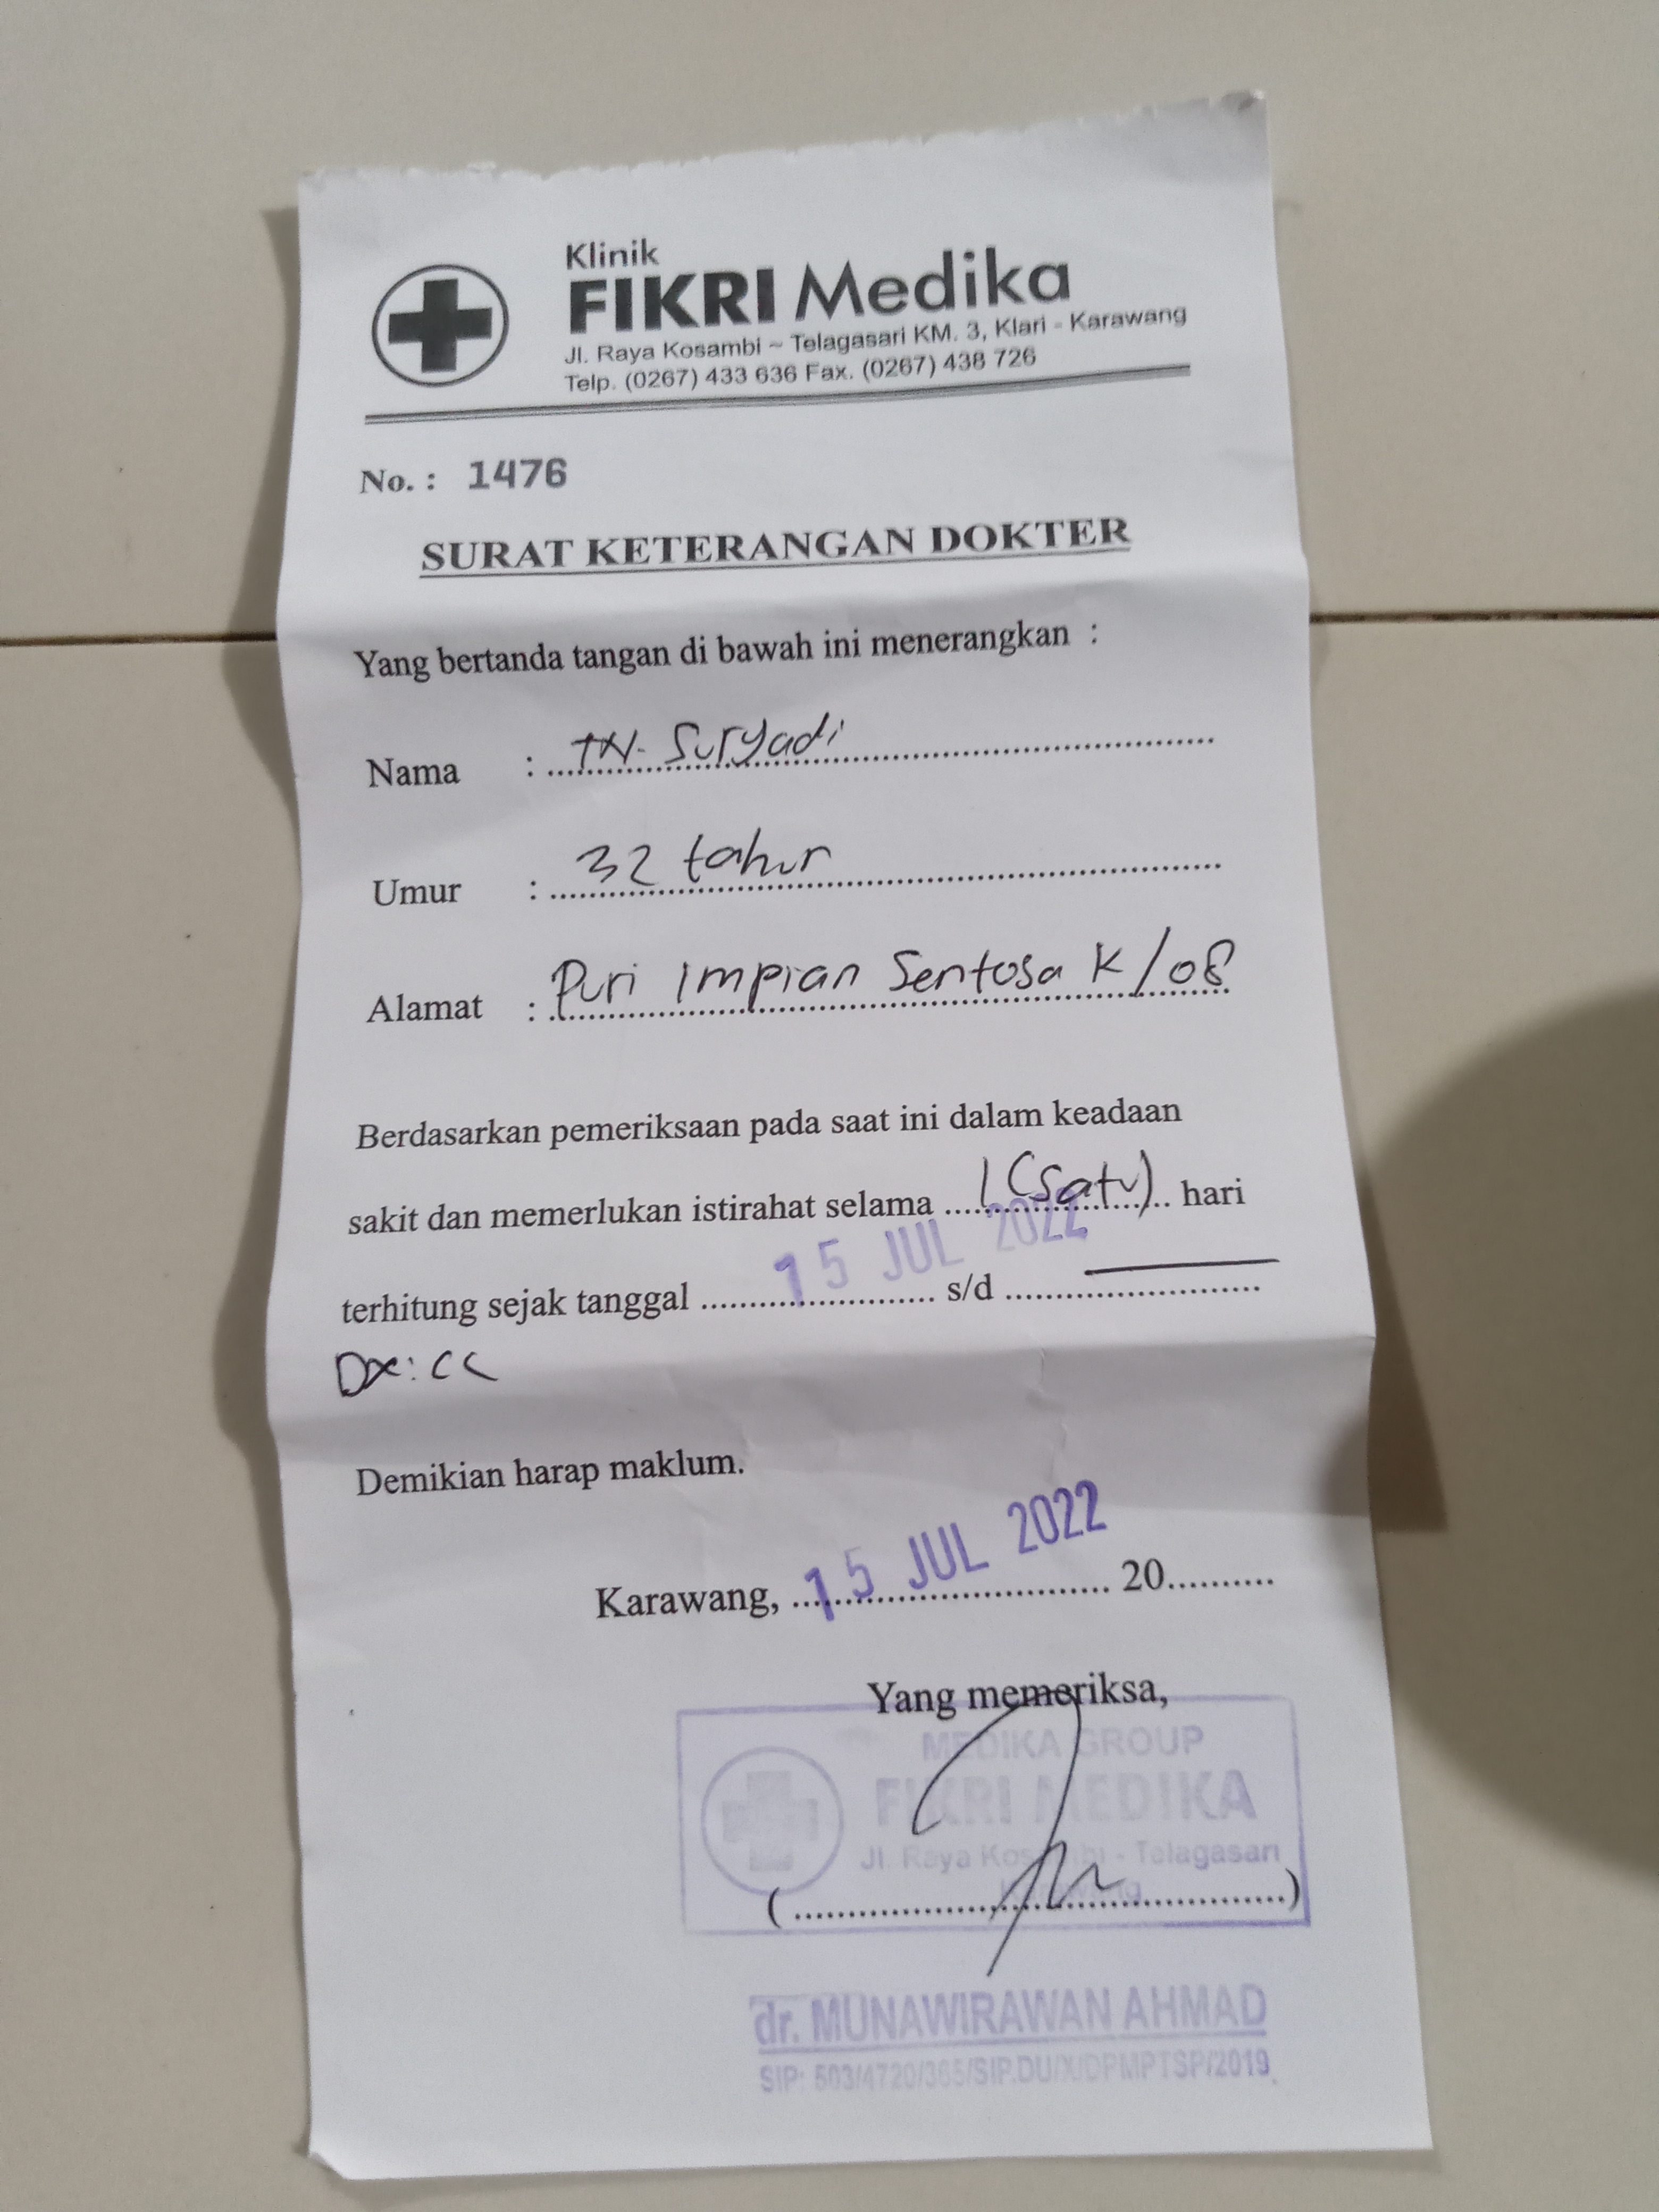 Klinik
FIKRI Medika
Jl. Raya Kosambi ~ Telagasari KM. 3, Klari - Karawang
Telp. (0267) 433 636 Fax. (0267) 438 726
No. : 1476
SURAT KETERANGAN DOKTER
Yang bertanda tangan di bawah ini menerangkan :
Nama : TN. Suryadi
Umur : 32 tahun
Alamat : Puri Impian Sentosa K/08
Berdasarkan pemeriksaan pada saat ini dalam keadaan
sakit dan memerlukan istirahat selama 1 (Satu) hari
terhitung sejak tanggal 15 JUL 2022 s/d —
Dx: CC
Demikian harap maklum.
Karawang, 15 JUL 2022 20..........
Yang memeriksa,
MEDIKA GROUP
FIKRI MEDIKA
Jl. Raya Kosambi - Telagasari
Karawang
(..........)
dr. MUNAWIRAWAN AHMAD
SIP: 503/4720/365/SIP.DU/X/DPMPTSP/2019